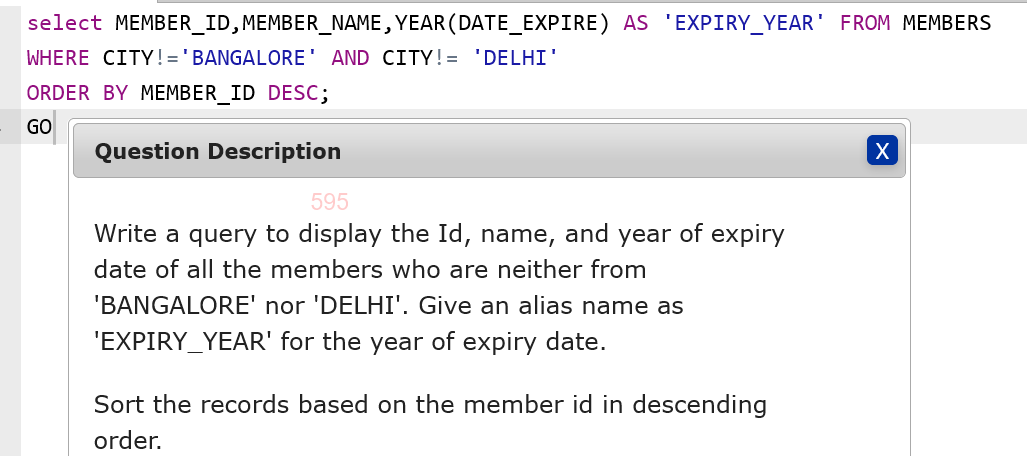 select MEMBER_ID,MEMBER_NAME,YEAR(DATE_EXPIRE) AS 'EXPIRY_YEAR' FROM MEMBERS
WHERE CITY!='BANGALORE' AND CITY!= 'DELHI'
ORDER BY MEMBER_ID DESC;
GO
Question Description X
595
Write a query to display the Id, name, and year of expiry
date of all the members who are neither from
'BANGALORE' nor 'DELHI'. Give an alias name as
'EXPIRY_YEAR' for the year of expiry date.
Sort the records based on the member id in descending
order.